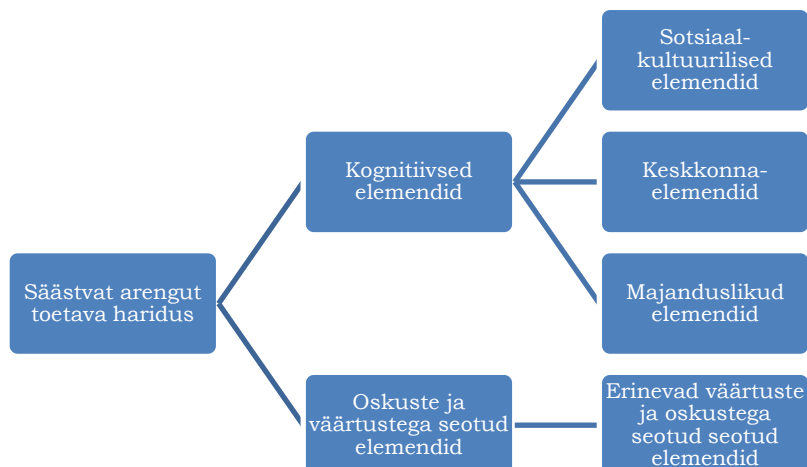 Sotsiaal-
kultuurilised
elemendid
Kognitiivsed
elemendid
Keskkonna-
elemendid
Säästvat arengut
toetava haridus
Majanduslikud
elemendid
Oskuste ja
väärtustega seotud
elemendid
Erinevad väärtuste
ja oskustega
seotud seotud
elemendid